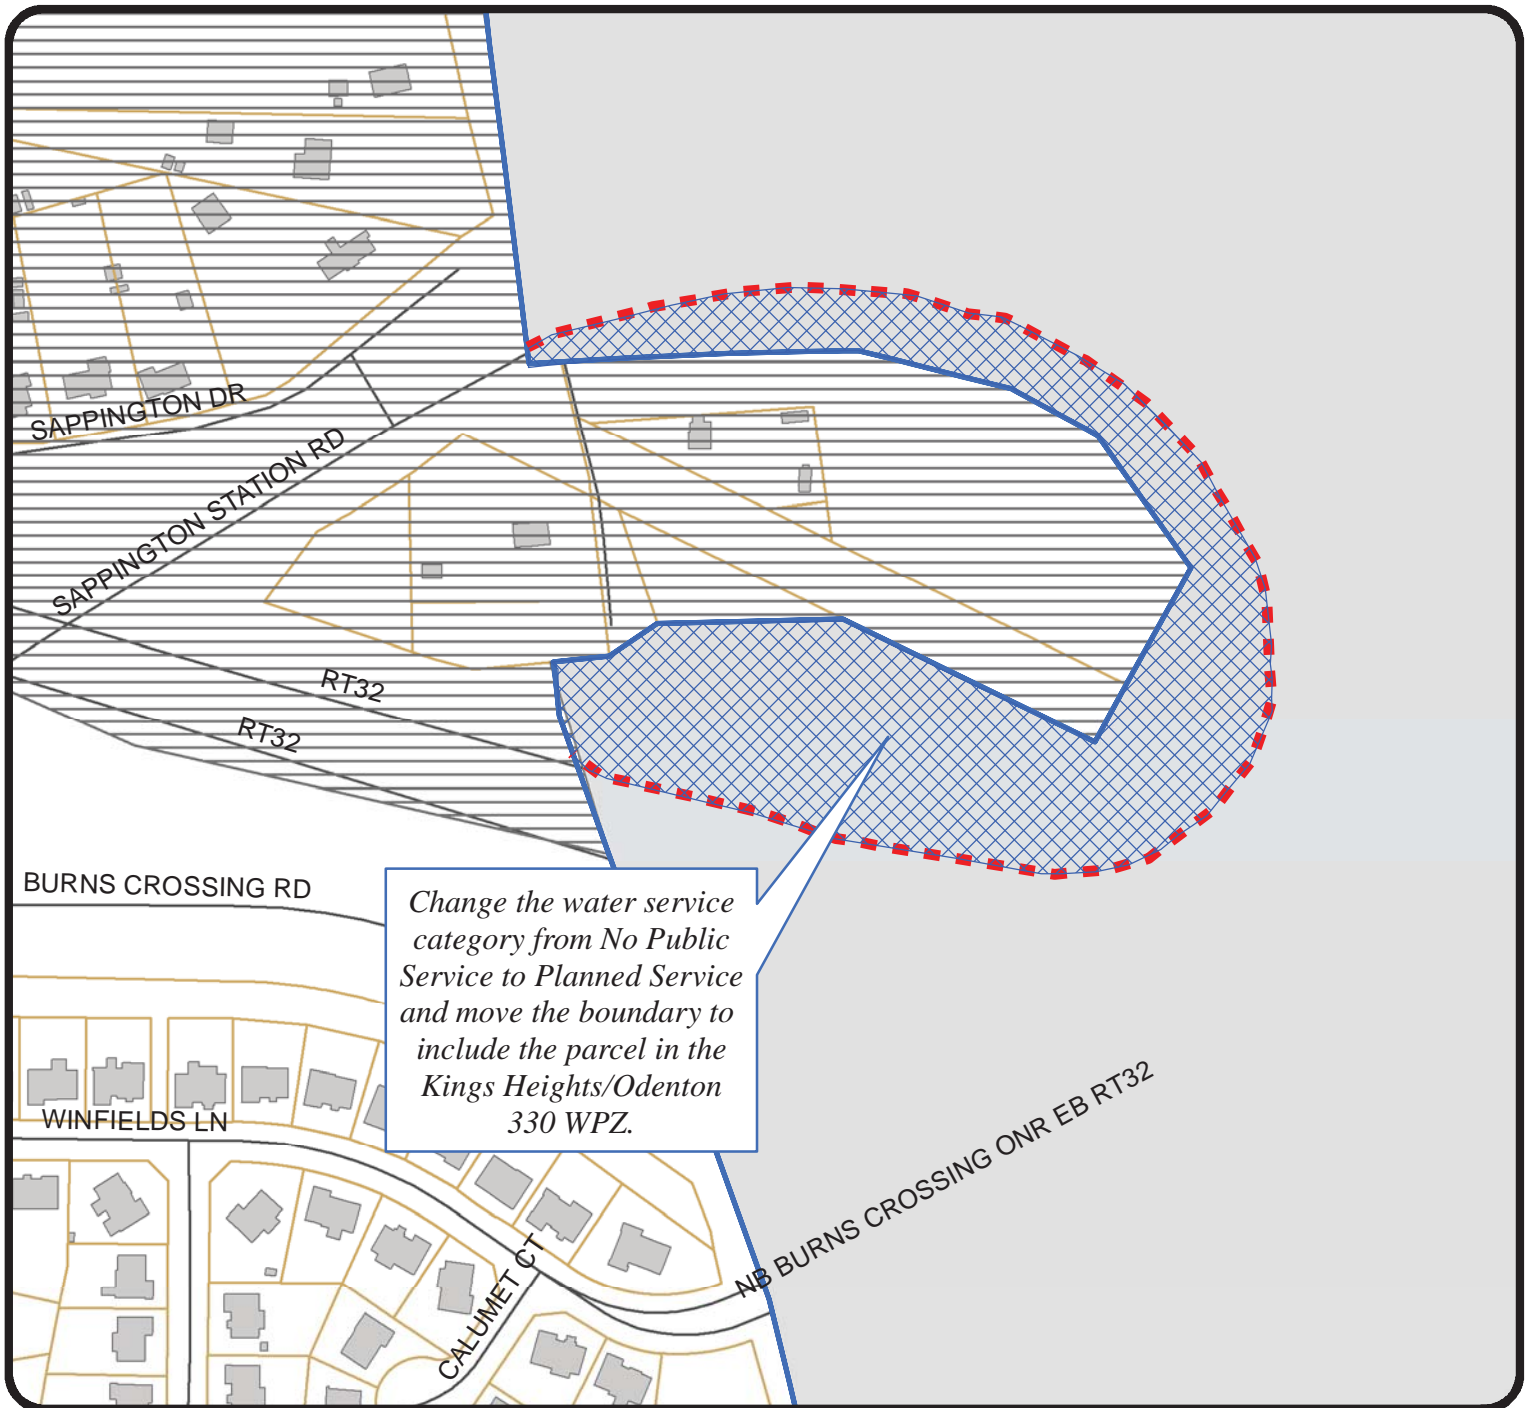 SAPPINGTON DR
SAPPINGTON STATION RD
RT32
RT32
BURNS CROSSING RD
Change the water service
category from No Public
Service to Planned Service
and move the boundary to
include the parcel in the
Kings Heights/Odenton
330 WPZ.
WINFIELDS LN
NB BURNS CROSSING ONR EB RT32
CALUMET CT